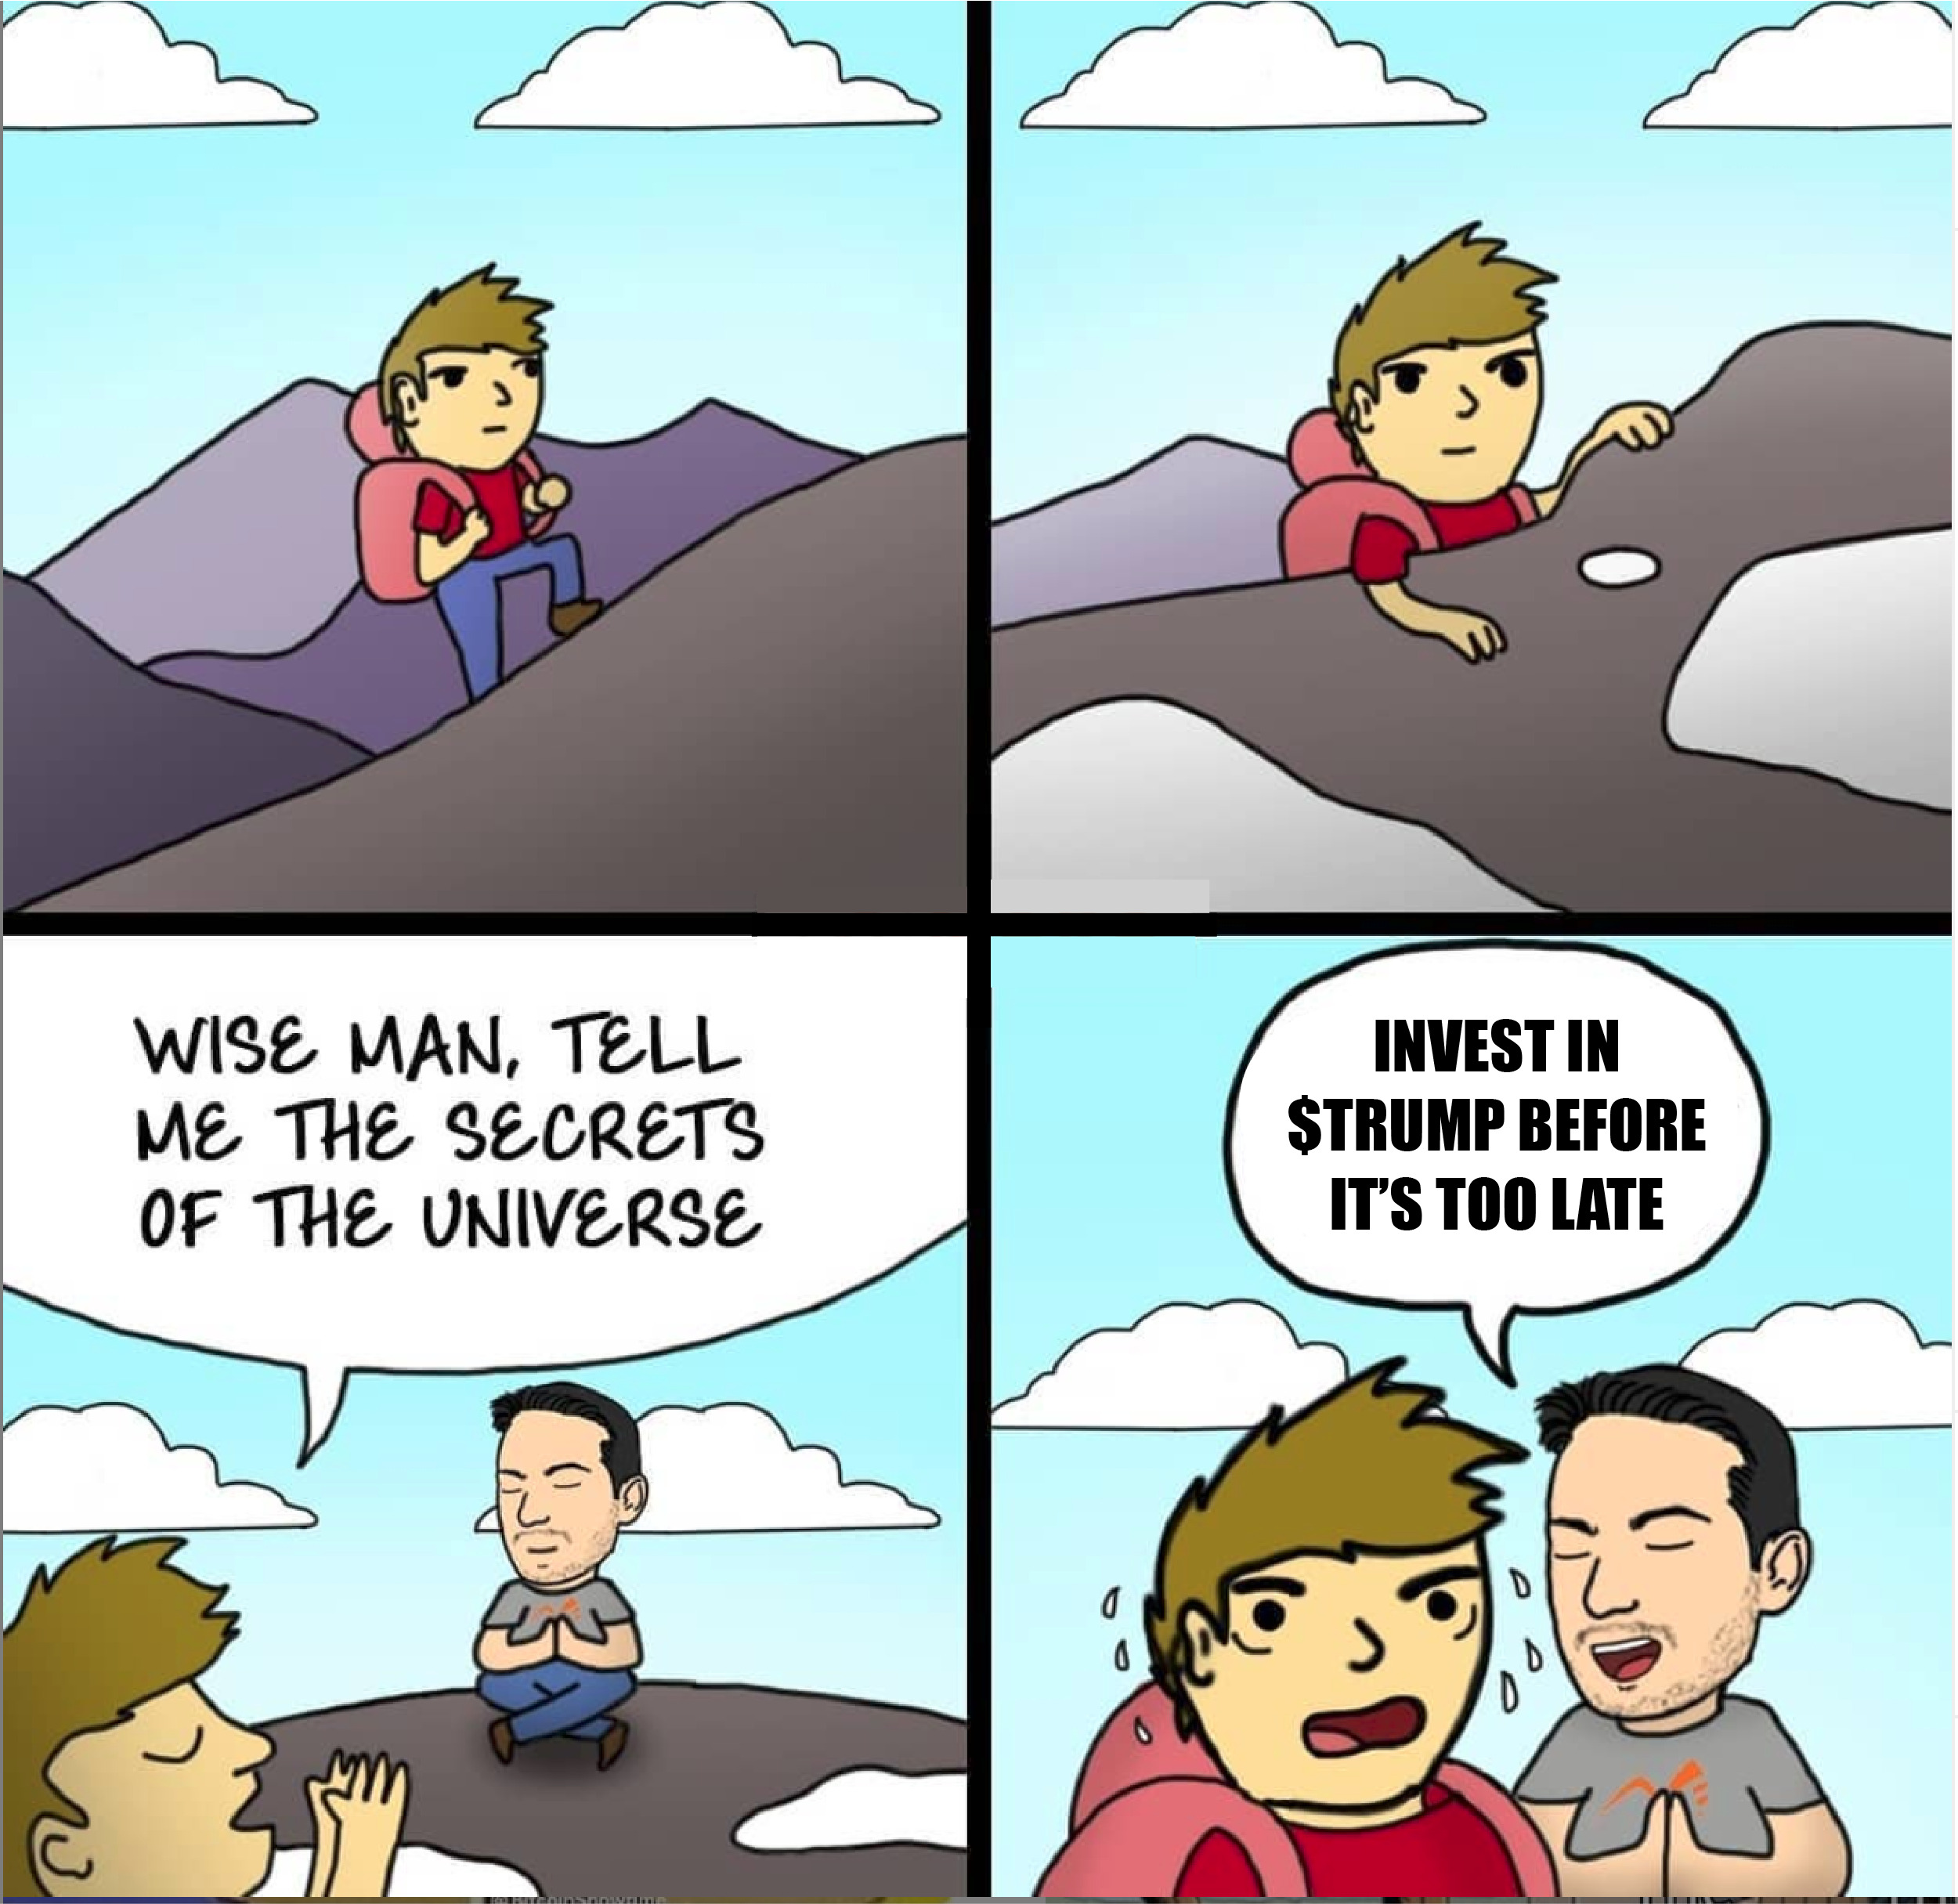 WISE MAN, TELL
ME THE SECRETS
OF THE UNIVERSE
INVEST IN
$TRUMP BEFORE
IT'S TOO LATE